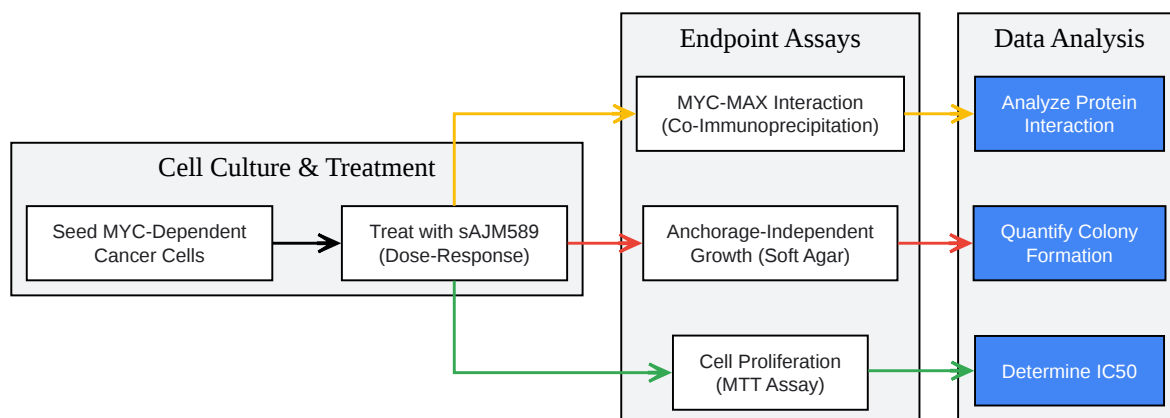 Cell Culture & Treatment
Seed MYC-Dependent
Cancer Cells
Treat with sAJM589
(Dose-Response)
Endpoint Assays
MYC-MAX Interaction
(Co-Immunoprecipitation)
Anchorage-Independent
Growth (Soft Agar)
Cell Proliferation
(MTT Assay)
Data Analysis
Analyze Protein
Interaction
Quantify Colony
Formation
Determine IC50